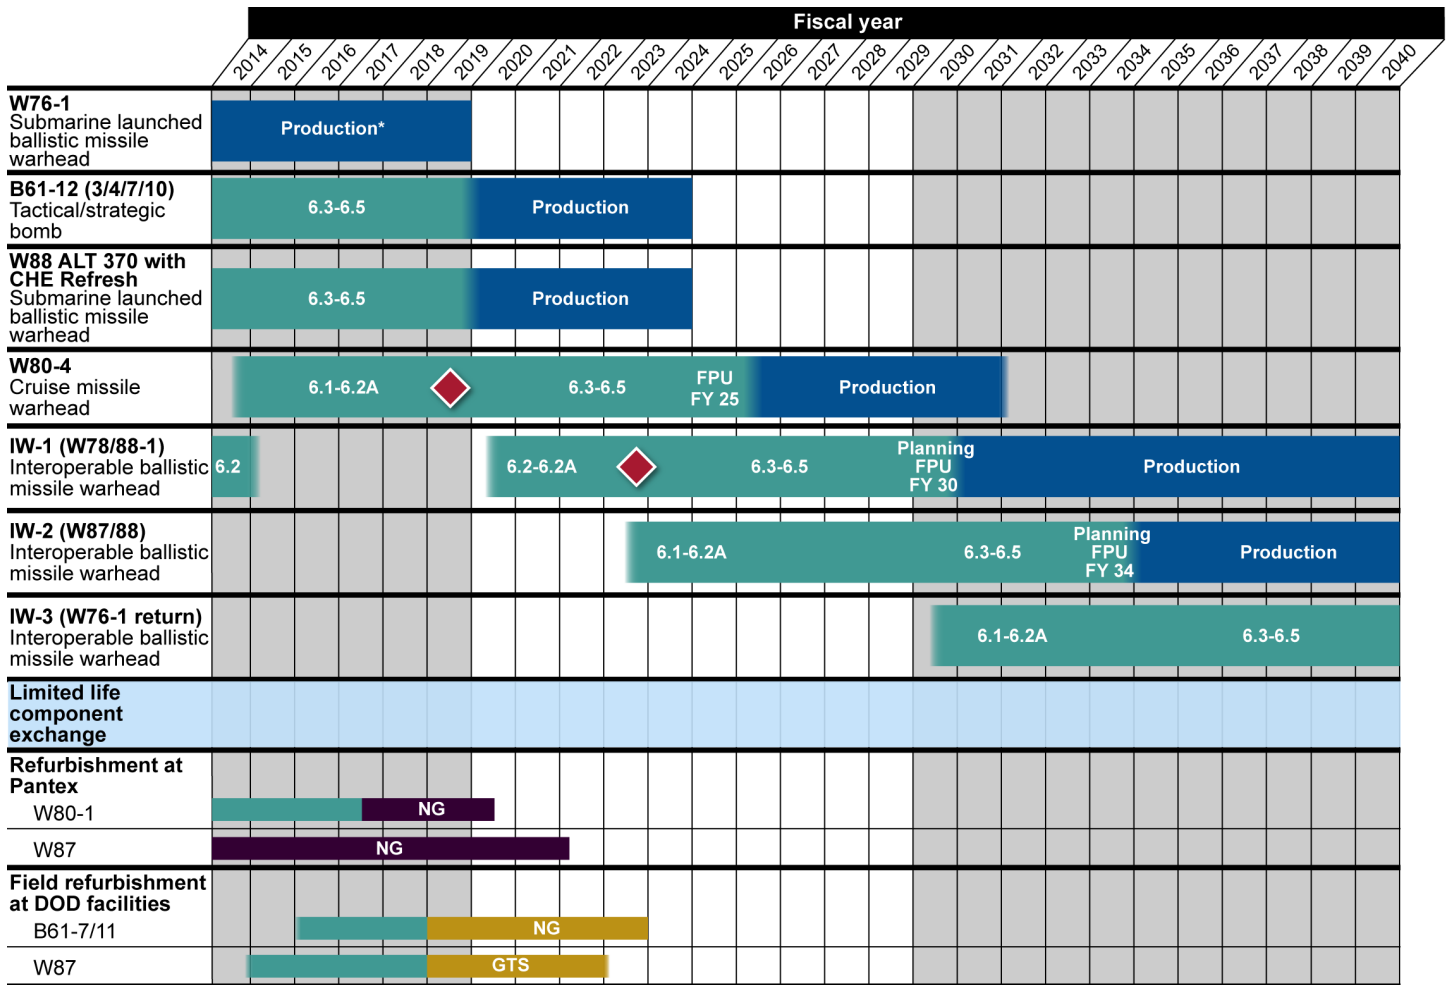 Fiscal year
2014 2015 2016 2017 2018 2019 2020 2021 2022 2023 2024 2025 2026 2027 2028 2029 2030 2031 2032 2033 2034 2035 2036 2037 2038 2039 2040
W76-1
Submarine launched
ballistic missile
warhead
Production*
B61-12 (3/4/7/10)
Tactical/strategic
bomb
6.3-6.5
Production
W88 ALT 370 with
CHE Refresh
Submarine launched
ballistic missile
warhead
6.3-6.5
Production
W80-4
Cruise missile
warhead
6.1-6.2A
6.3-6.5
FPU
FY 25
Production
IW-1 (W78/88-1)
Interoperable ballistic
missile warhead
6.2
6.2-6.2A
6.3-6.5
Planning
FPU
FY 30
Production
IW-2 (W87/88)
Interoperable ballistic
missile warhead
6.1-6.2A
6.3-6.5
Planning
FPU
FY 34
Production
IW-3 (W76-1 return)
Interoperable ballistic
missile warhead
6.1-6.2A
6.3-6.5
Limited life
component
exchange
Refurbishment at
Pantex
W80-1
NG
W87
NG
Field refurbishment
at DOD facilities
B61-7/11
NG
W87
GTS